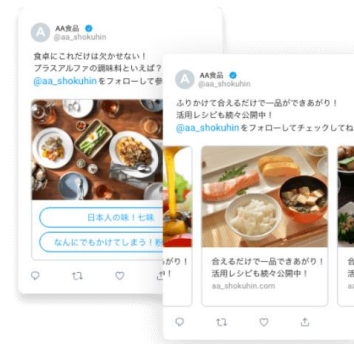 AA食品
@aa_shokuhin
食卓にこれだけは欠かせない！
プラスアルファの調味料といえば？
@aa_shokuhin をフォローして参
日本人の味！七味
なんにでもかけてしまう！
AA食品
@aa_shokuhin
ふりかけて合えるだけで一品ができあがり！
活用レシピも続々公開中！
@aa_shokuhin をフォローしてチェックしてね
がり！
！
合えるだけで一品できあがり！
活用レシピも続々公開中！
aa_shokuhin.com
合
活
a